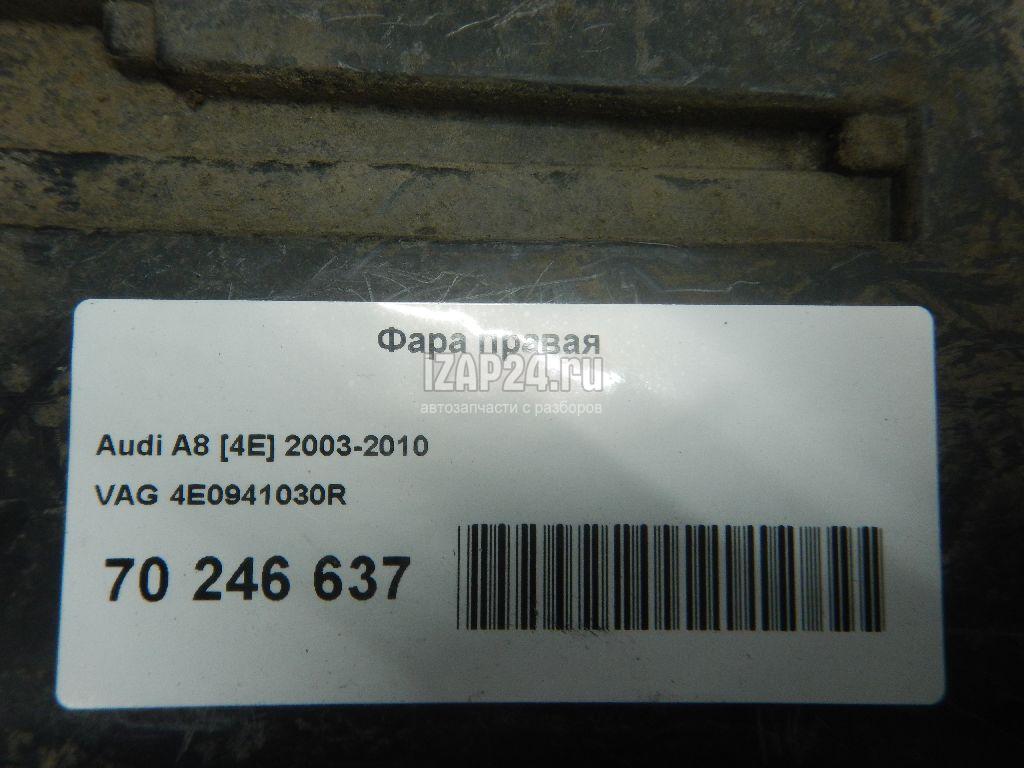 Фара правая
IZAP24.ru
автозапчасти с разборов
Audi A8 [4E] 2003-2010
VAG 4E0941030R
70 246 637